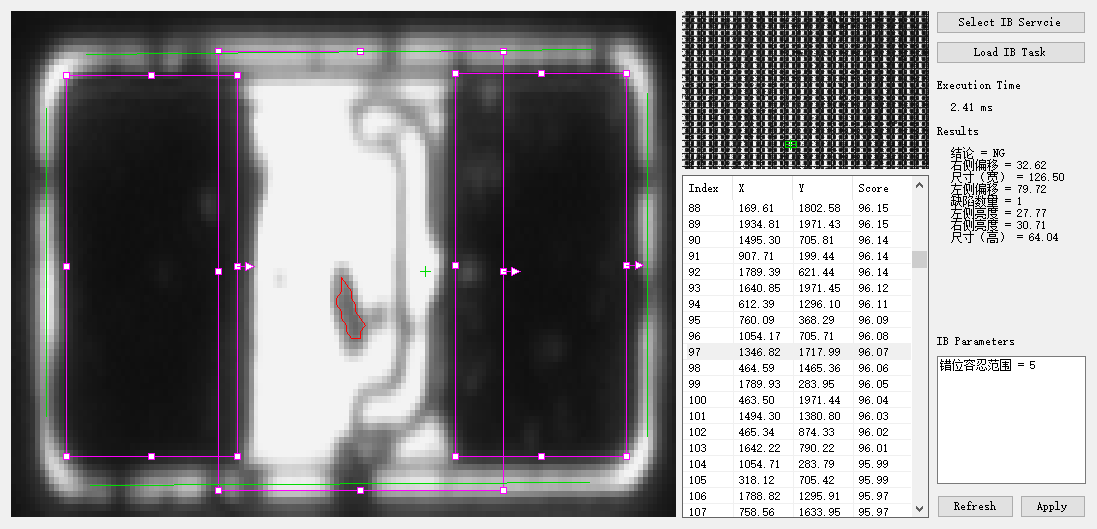 Select IB Servcie
Load IB Task
Execution Time
2.41 ms
Results
结论 = NG
右侧偏移 = 32.62
尺寸（宽） = 126.50
左侧偏移 = 79.72
缺陷数量 = 1
左侧亮度 = 27.77
右侧亮度 = 30.71
尺寸（高） = 64.04
Index X Y Score
88 169.61 1802.58 96.15
89 1934.81 1971.43 96.15
90 1495.30 705.81 96.14
91 907.71 199.44 96.14
92 1789.39 621.44 96.14
93 1640.85 1971.45 96.12
94 612.39 1296.10 96.11
95 760.09 368.29 96.09
96 1054.17 705.71 96.08
97 1346.82 1717.99 96.07
98 464.59 1465.36 96.06
99 1789.93 283.95 96.05
100 463.50 1971.44 96.04
101 1494.30 1380.80 96.03
102 465.34 874.33 96.02
103 1642.22 790.22 96.01
104 1054.71 283.79 95.99
105 318.12 705.42 95.99
106 1788.82 1295.91 95.97
107 758.56 1633.95 95.97
IB Parameters
错位容忍范围 = 5
Refresh
Apply